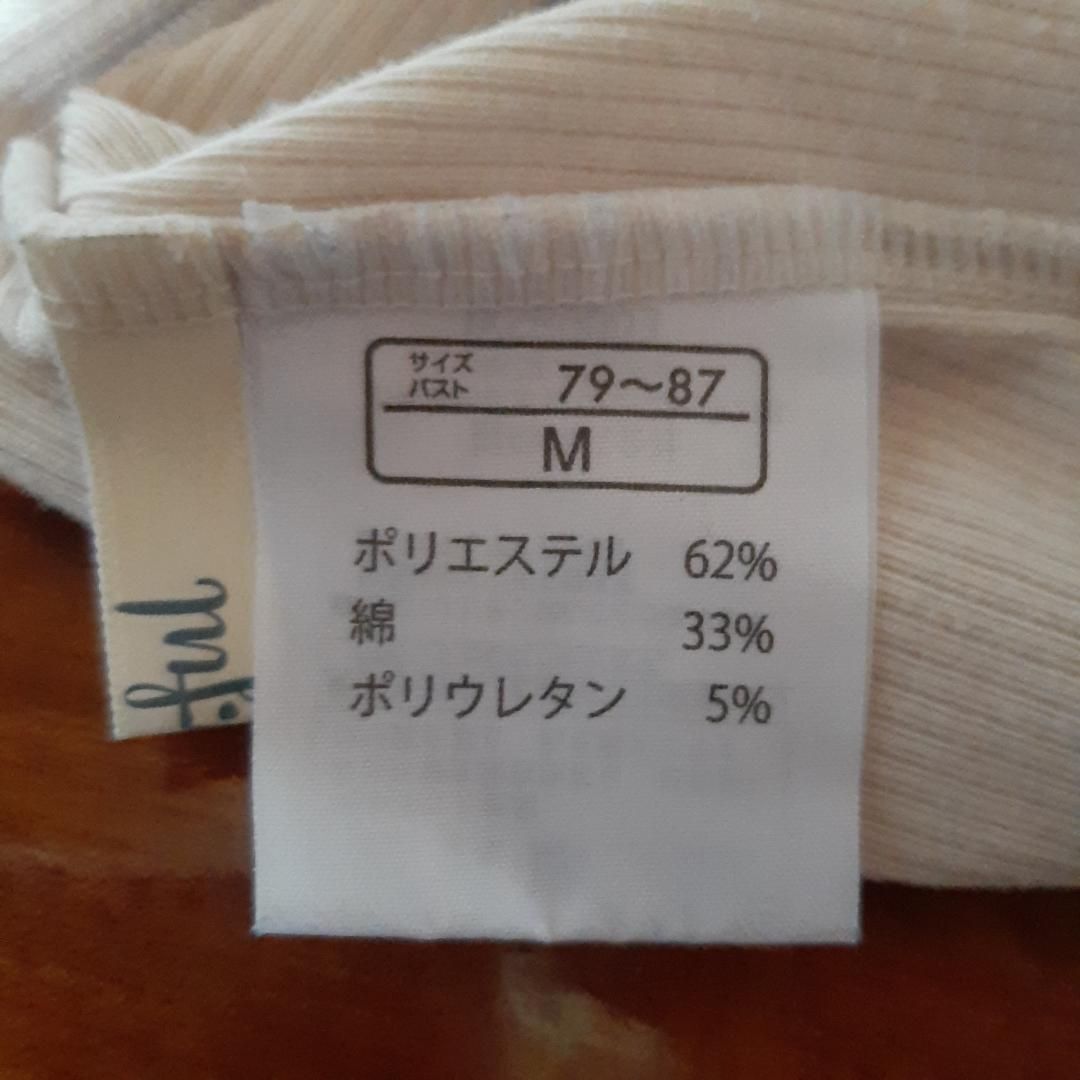 サイズ
バスト 79〜87
M
ポリエステル 62%
綿 33%
ポリウレタン 5%